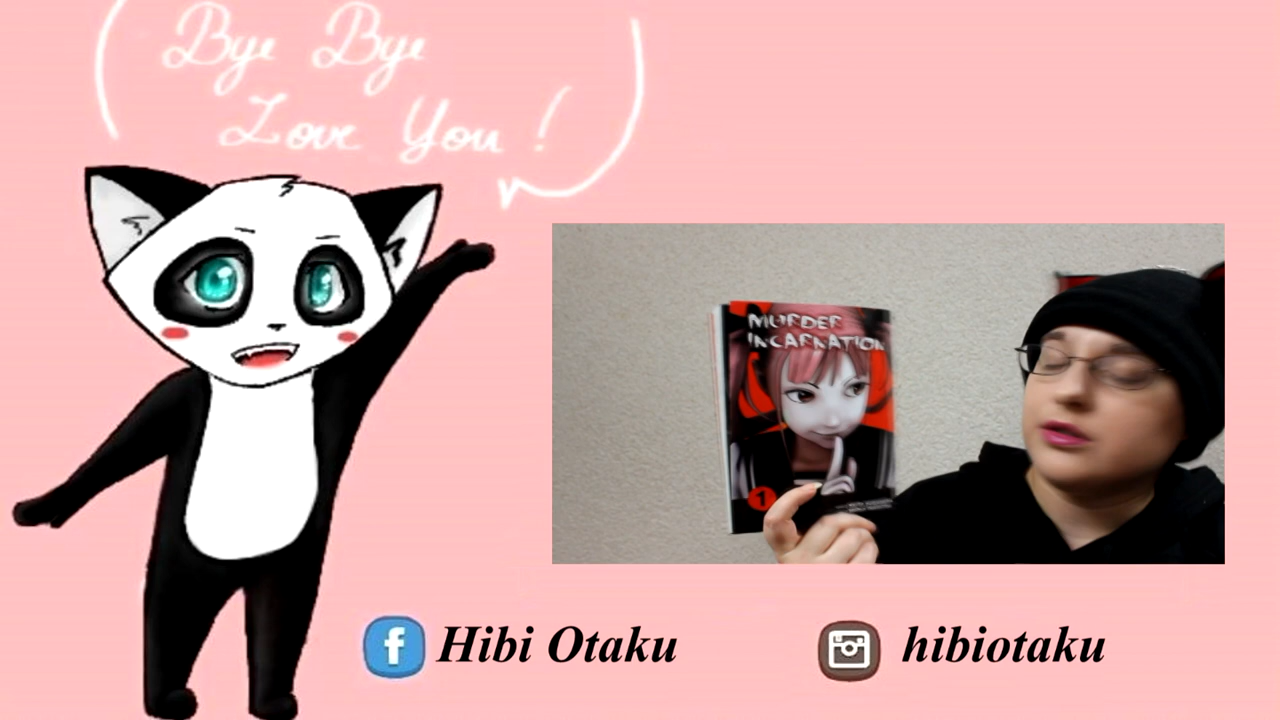 Bye Bye
Love You !
MURDER
INCARNATION
1
Hibi Otaku
hibiotaku